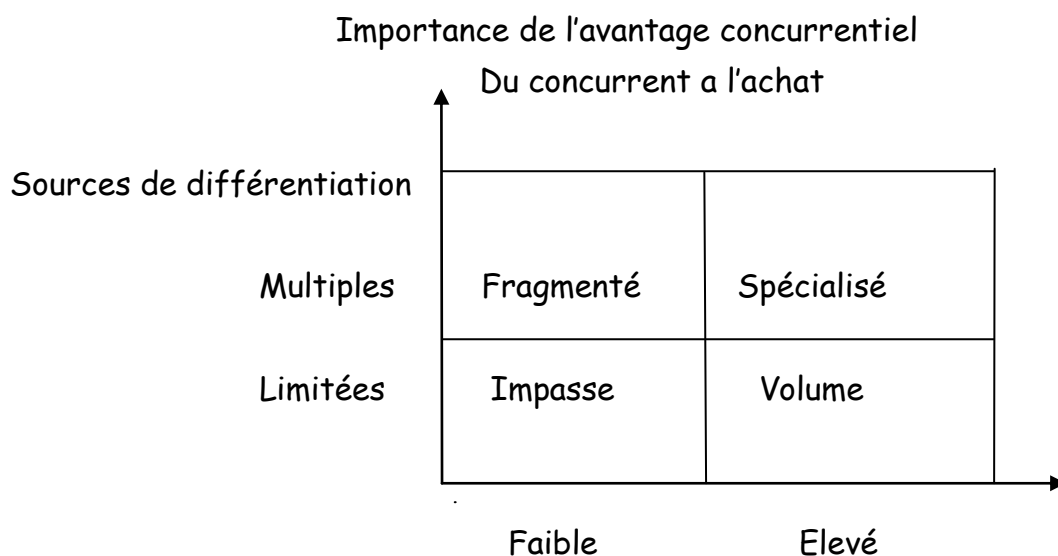 Importance de l'avantage concurrentiel
Du concurrent a l'achat
Sources de différentiation
Multiples Fragmenté Spécialisé
Limitées Impasse Volume
Faible Elevé